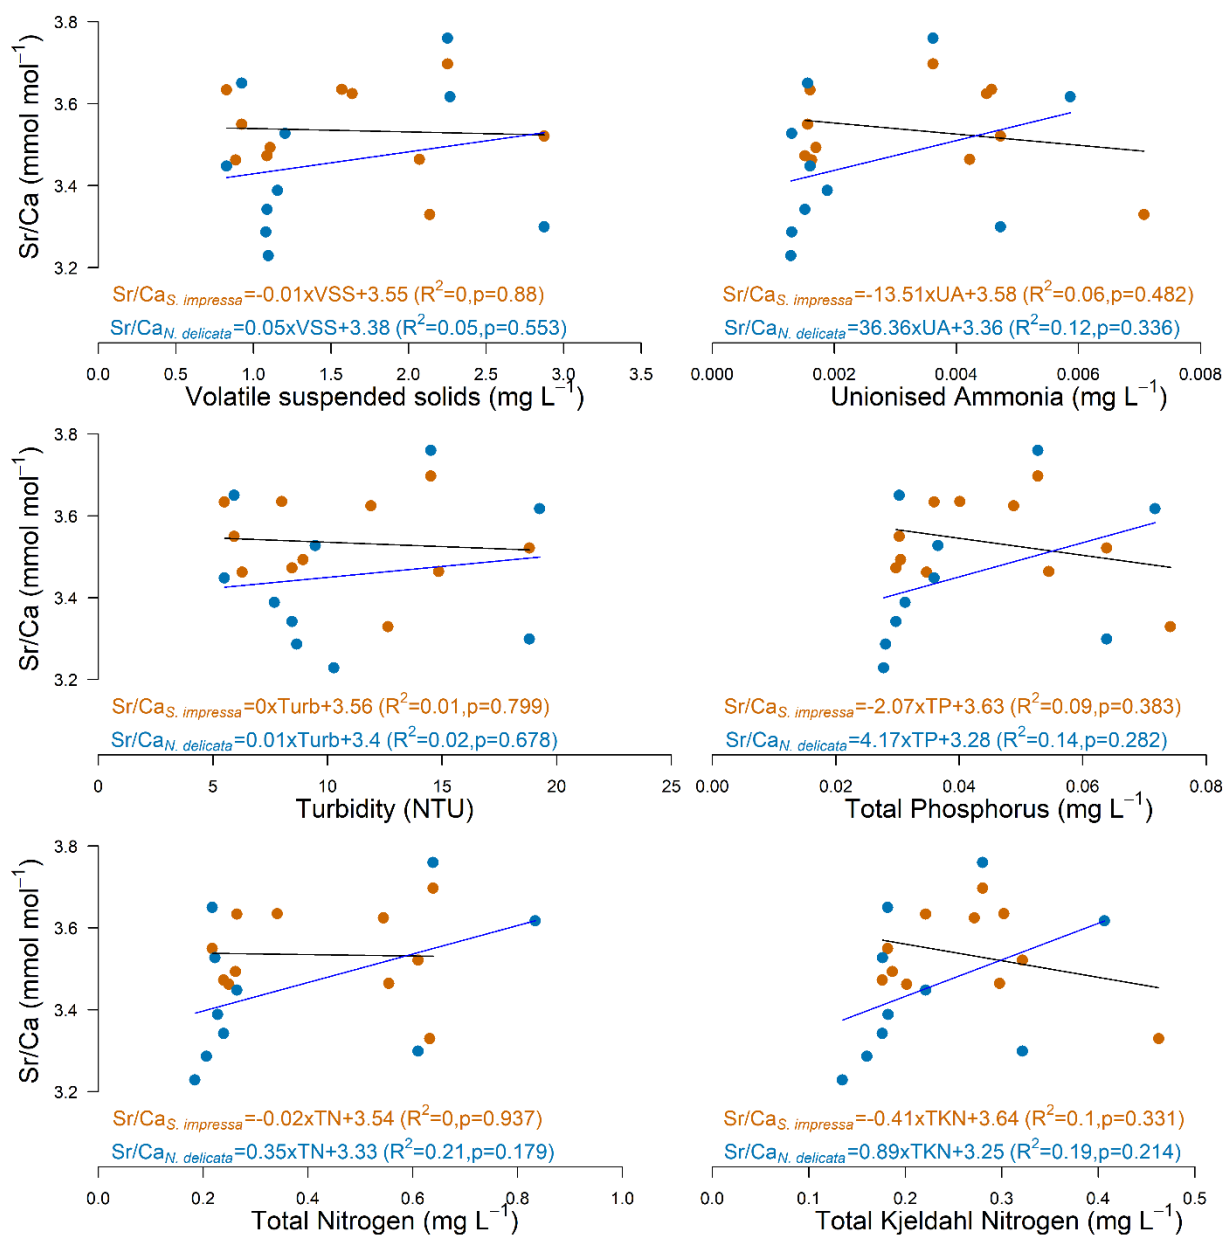 3.8
3.6
3.4
3.2
Sr/Ca (mmol mol⁻¹)
Sr/Ca S. impressa=-0.01xVSS+3.55 (R²=0,p=0.88)
Sr/Ca N. delicata=0.05xVSS+3.38 (R²=0.05,p=0.553)
0.0 0.5 1.0 1.5 2.0 2.5 3.0 3.5
Volatile suspended solids (mg L⁻¹)
Sr/Ca S. impressa=-13.51xUA+3.58 (R²=0.06,p=0.482)
Sr/Ca N. delicata=36.36xUA+3.36 (R²=0.12,p=0.336)
0.000 0.002 0.004 0.006 0.008
Unionised Ammonia (mg L⁻¹)
3.8
3.6
3.4
3.2
Sr/Ca (mmol mol⁻¹)
Sr/Ca S. impressa=0xTurb+3.56 (R²=0.01,p=0.799)
Sr/Ca N. delicata=0.01xTurb+3.4 (R²=0.02,p=0.678)
0 5 10 15 20 25
Turbidity (NTU)
Sr/Ca S. impressa=-2.07xTP+3.63 (R²=0.09,p=0.383)
Sr/Ca N. delicata=4.17xTP+3.28 (R²=0.14,p=0.282)
0.00 0.02 0.04 0.06 0.08
Total Phosphorus (mg L⁻¹)
3.8
3.6
3.4
3.2
Sr/Ca (mmol mol⁻¹)
Sr/Ca S. impressa=-0.02xTN+3.54 (R²=0,p=0.937)
Sr/Ca N. delicata=0.35xTN+3.33 (R²=0.21,p=0.179)
0.0 0.2 0.4 0.6 0.8 1.0
Total Nitrogen (mg L⁻¹)
Sr/Ca S. impressa=-0.41xTKN+3.64 (R²=0.1,p=0.331)
Sr/Ca N. delicata=0.89xTKN+3.25 (R²=0.19,p=0.214)
0.0 0.1 0.2 0.3 0.4 0.5
Total Kjeldahl Nitrogen (mg L⁻¹)